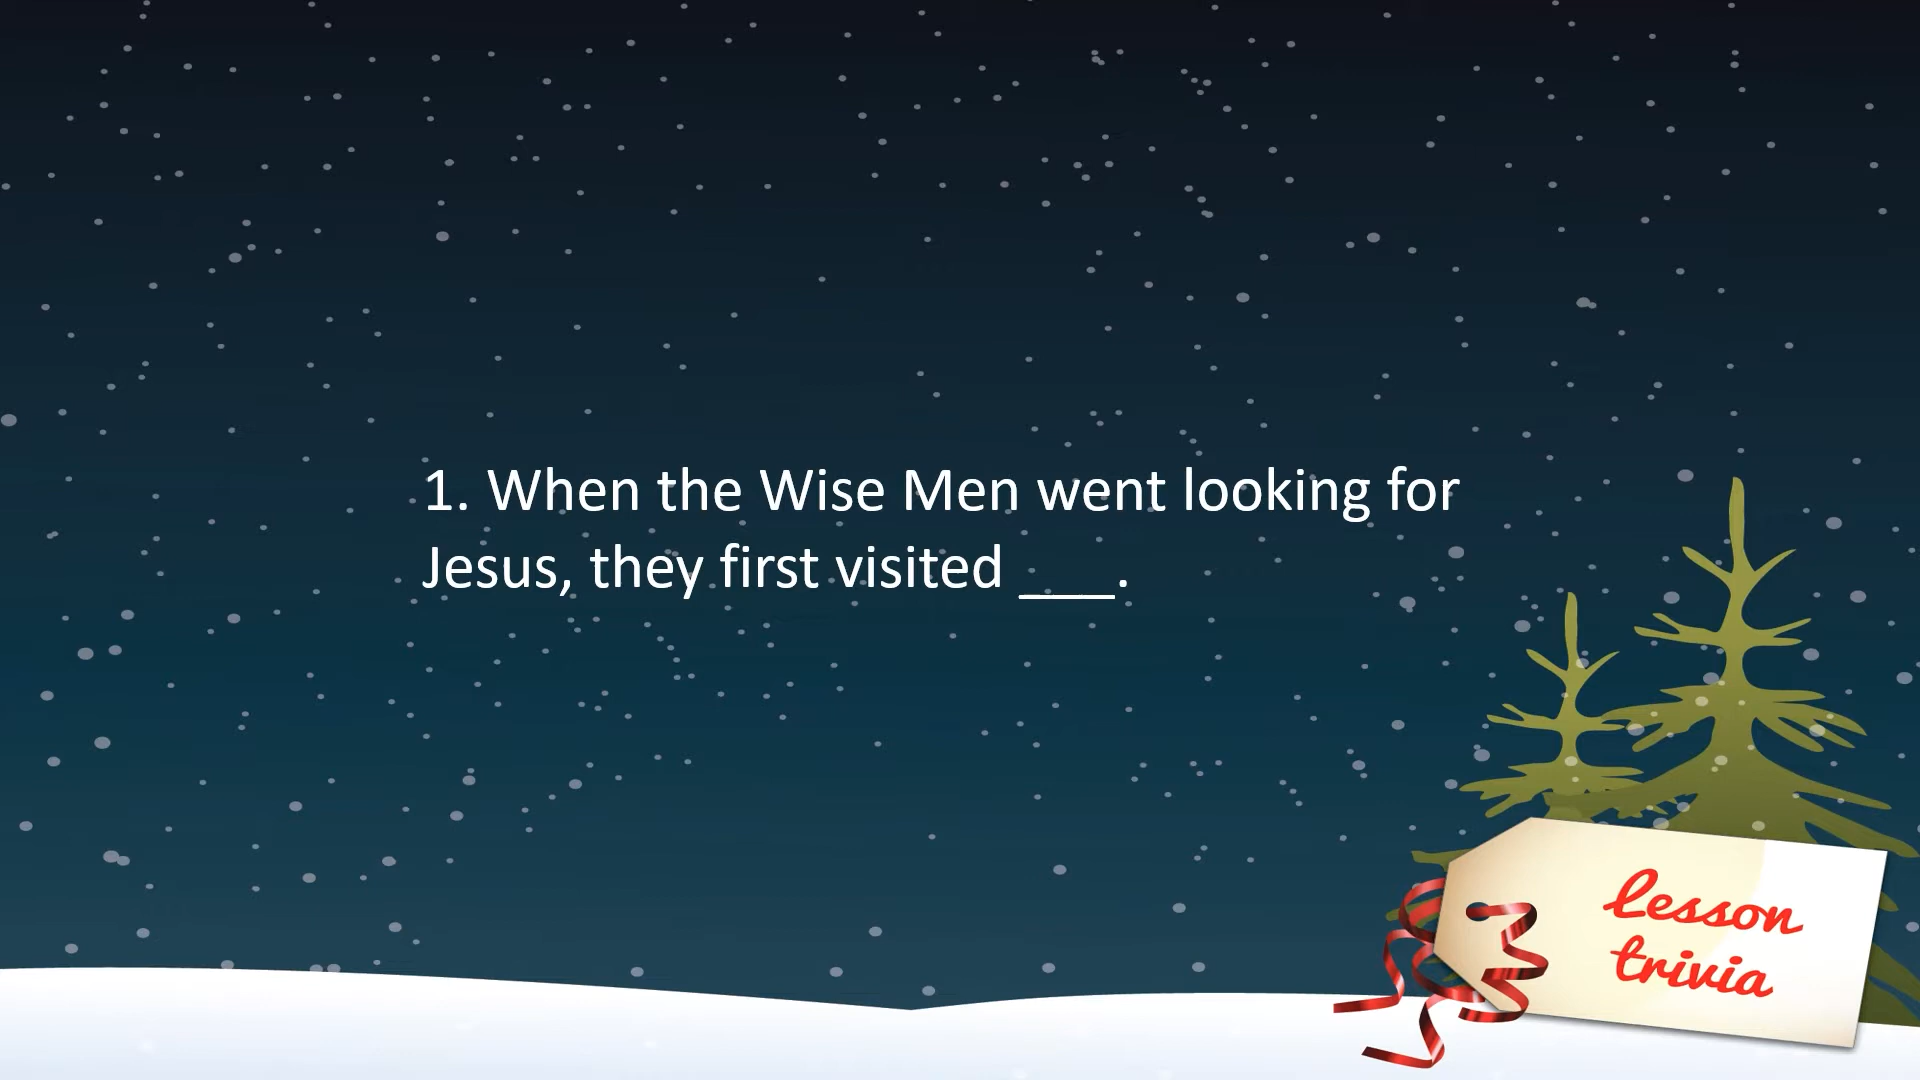 1. When the Wise Men went looking for
Jesus, they first visited ___.
lesson
trivia